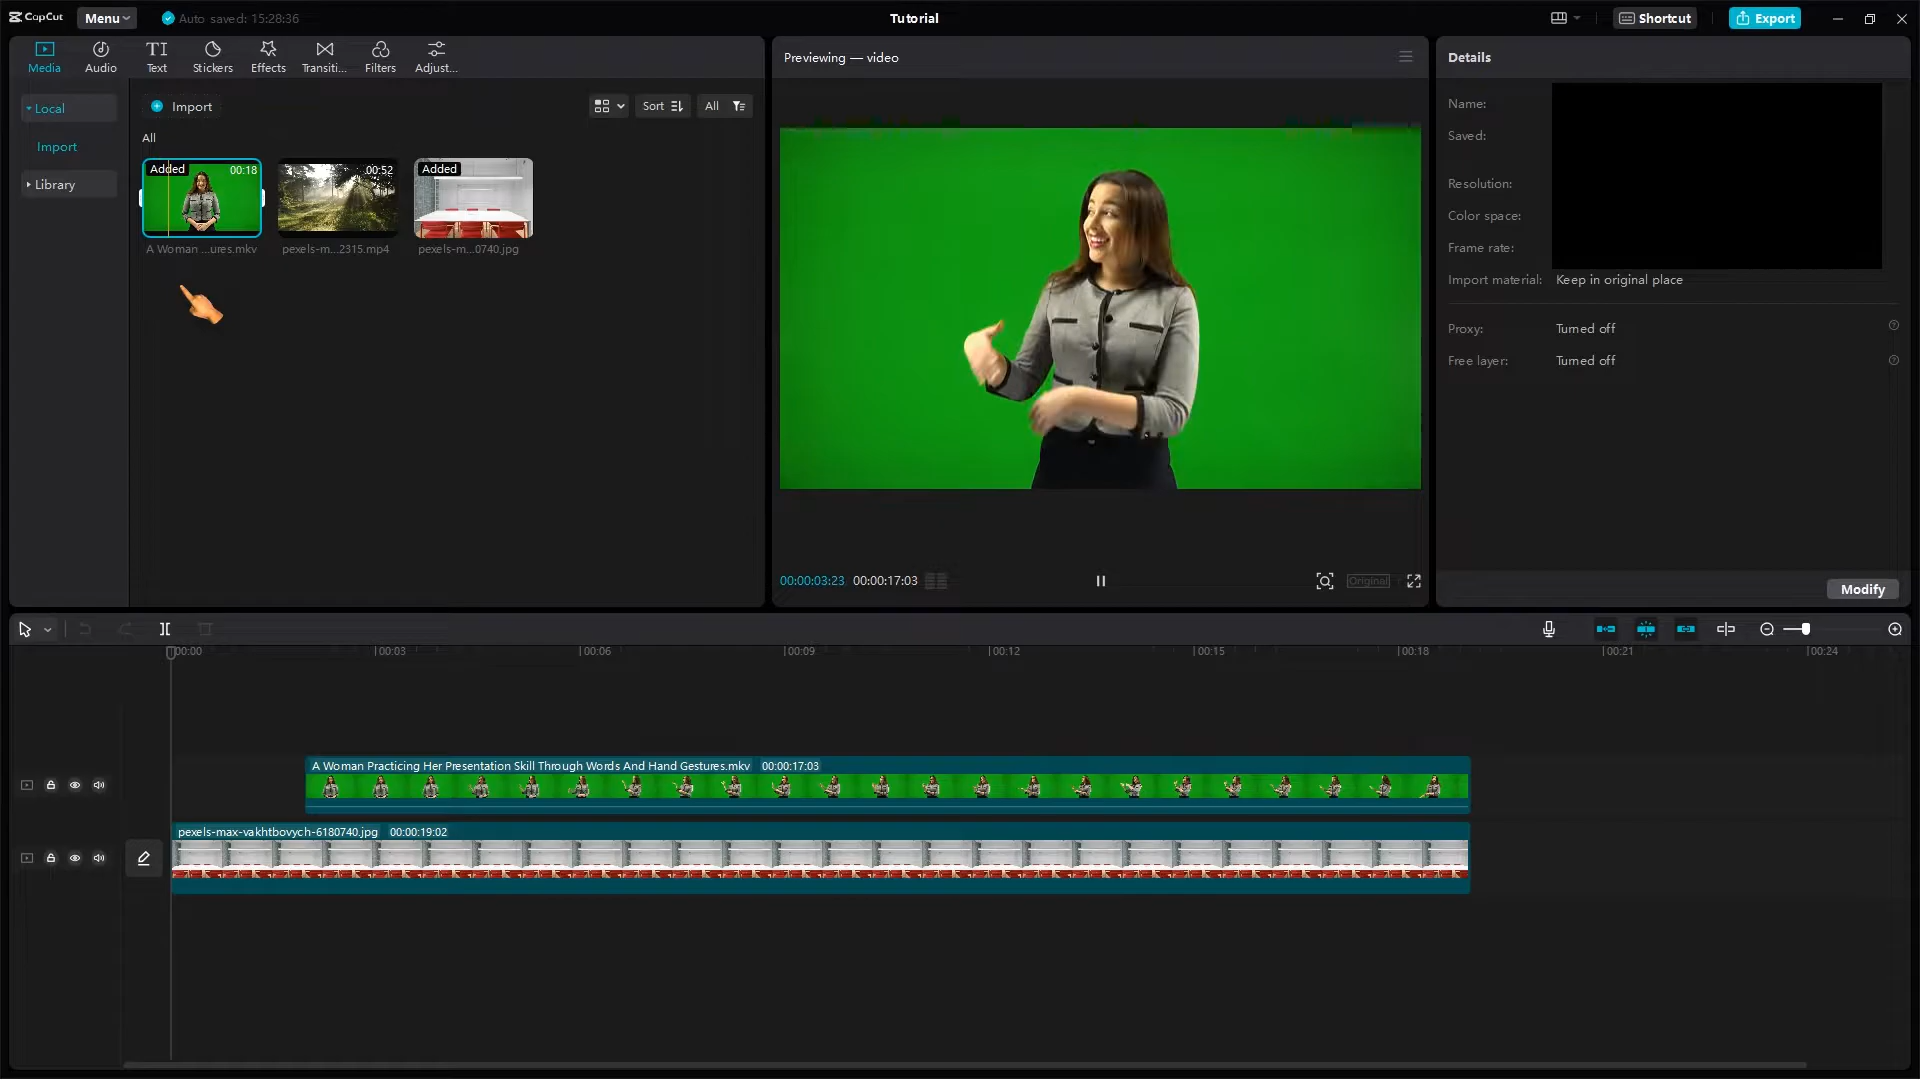 CapCut
Menu
Auto saved: 15:28:36
Tutorial
Shortcut
Export
Media
Audio
Text
Stickers
Effects
Transiti...
Filters
Adjust...
Local
Import
Library
Import
Sort
All
All
Added
00:18
A Woman ...ures.mkv
00:52
pexels-m...2315.mp4
Added
pexels-m...0740.jpg
Previewing — video
00:00:03:23
00:00:17:03
Original
Details
Name:
Saved:
Resolution:
Color space:
Frame rate:
Import material: Keep in original place
Proxy: Turned off
Free layer: Turned off
Modify
00:00
00:03
00:06
00:09
00:12
00:15
00:18
00:21
00:24
A Woman Practicing Her Presentation Skill Through Words And Hand Gestures.mkv 00:00:17:03
pexels-max-vakhtbovych-6180740.jpg 00:00:19:02